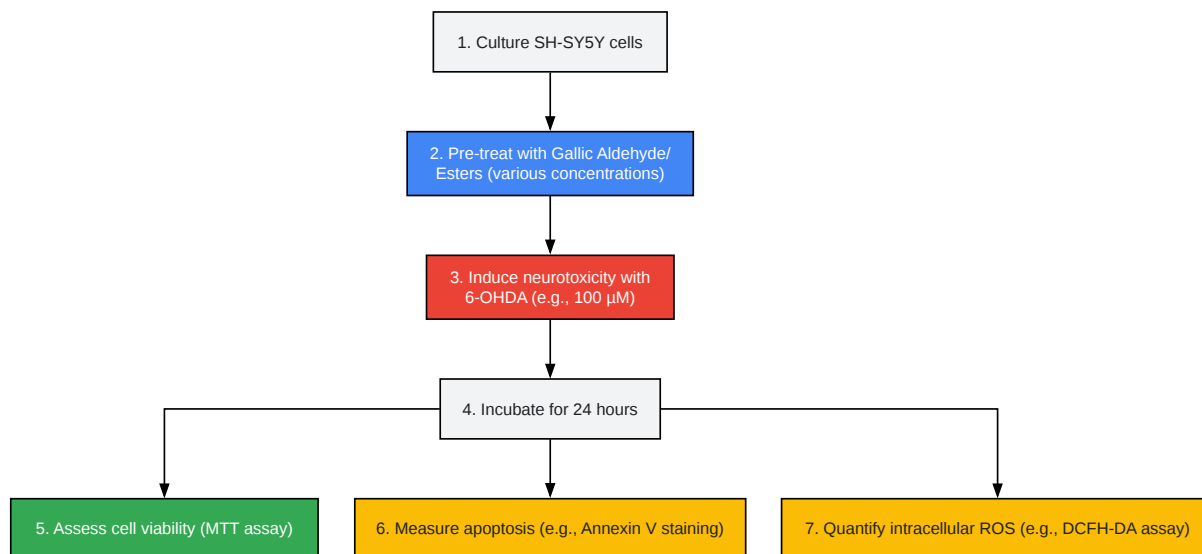 1. Culture SH-SY5Y cells
2. Pre-treat with Gallic Aldehyde/
Esters (various concentrations)
3. Induce neurotoxicity with
6-OHDA (e.g., 100 µM)
4. Incubate for 24 hours
5. Assess cell viability (MTT assay)
6. Measure apoptosis (e.g., Annexin V staining)
7. Quantify intracellular ROS (e.g., DCFH-DA assay)